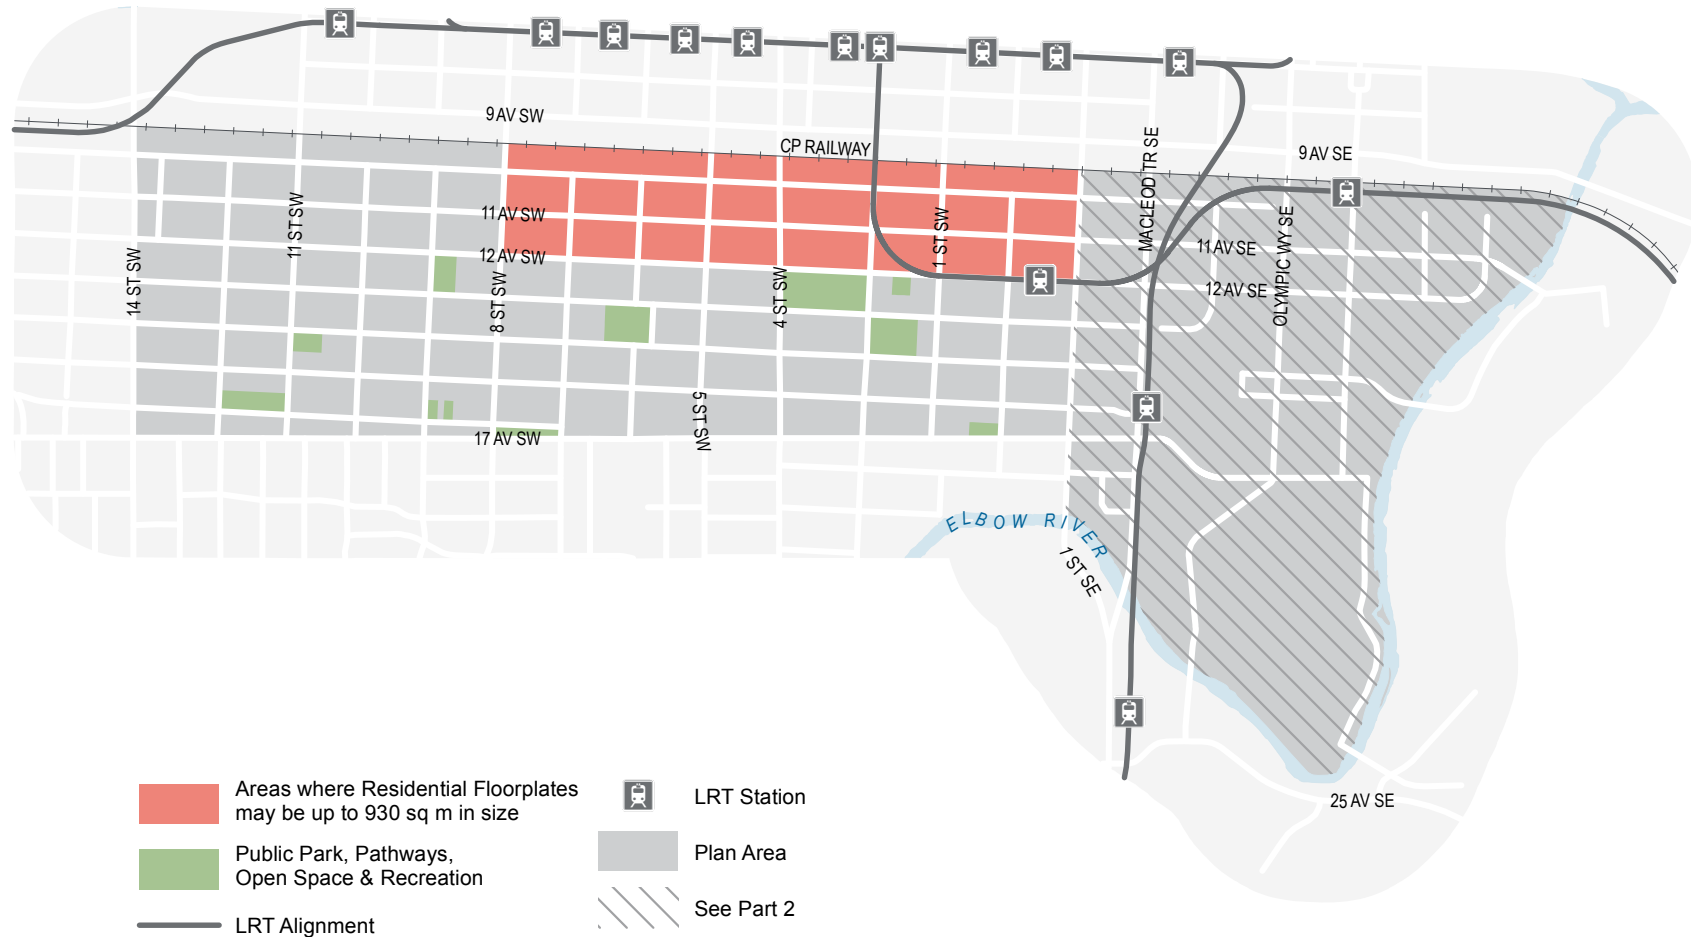 9 AV SW
CP RAILWAY
MACLEOD TR SE
9 AV SE
11 ST SW
11 AV SW
1 ST SW
OLYMPIC WY SE
11 AV SE
14 ST SW
12 AV SW
8 ST SW
4 ST SW
12 AV SE
5 ST SW
17 AV SW
ELBOW RIVER
1 ST SE
25 AV SE
Areas where Residential Floorplates
may be up to 930 sq m in size
Public Park, Pathways,
Open Space & Recreation
LRT Alignment
LRT Station
Plan Area
See Part 2